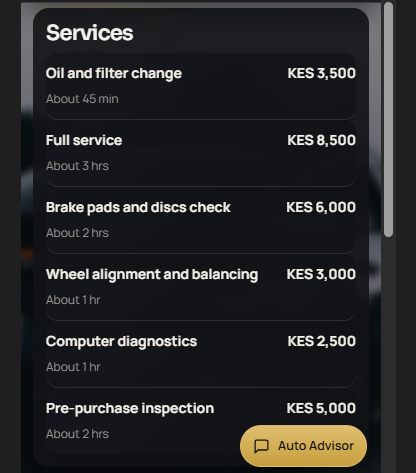 Services
Oil and filter change KES 3,500
About 45 min
Full service KES 8,500
About 3 hrs
Brake pads and discs check KES 6,000
About 2 hrs
Wheel alignment and balancing KES 3,000
About 1 hr
Computer diagnostics KES 2,500
About 1 hr
Pre-purchase inspection KES 5,000
About 2 hrs
Auto Advisor